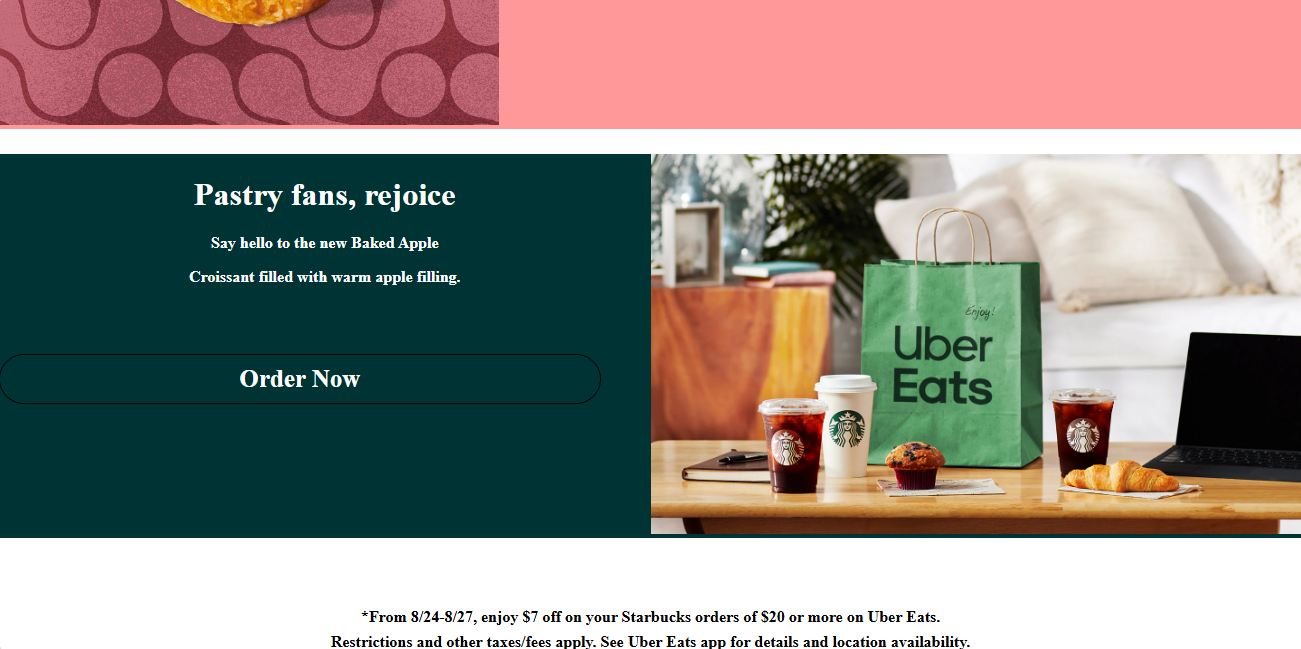 Pastry fans, rejoice
Say hello to the new Baked Apple
Croissant filled with warm apple filling.
Order Now
Enjoy!
Uber
Eats
*From 8/24-8/27, enjoy $7 off on your Starbucks orders of $20 or more on Uber Eats.
Restrictions and other taxes/fees apply. See Uber Eats app for details and location availability.